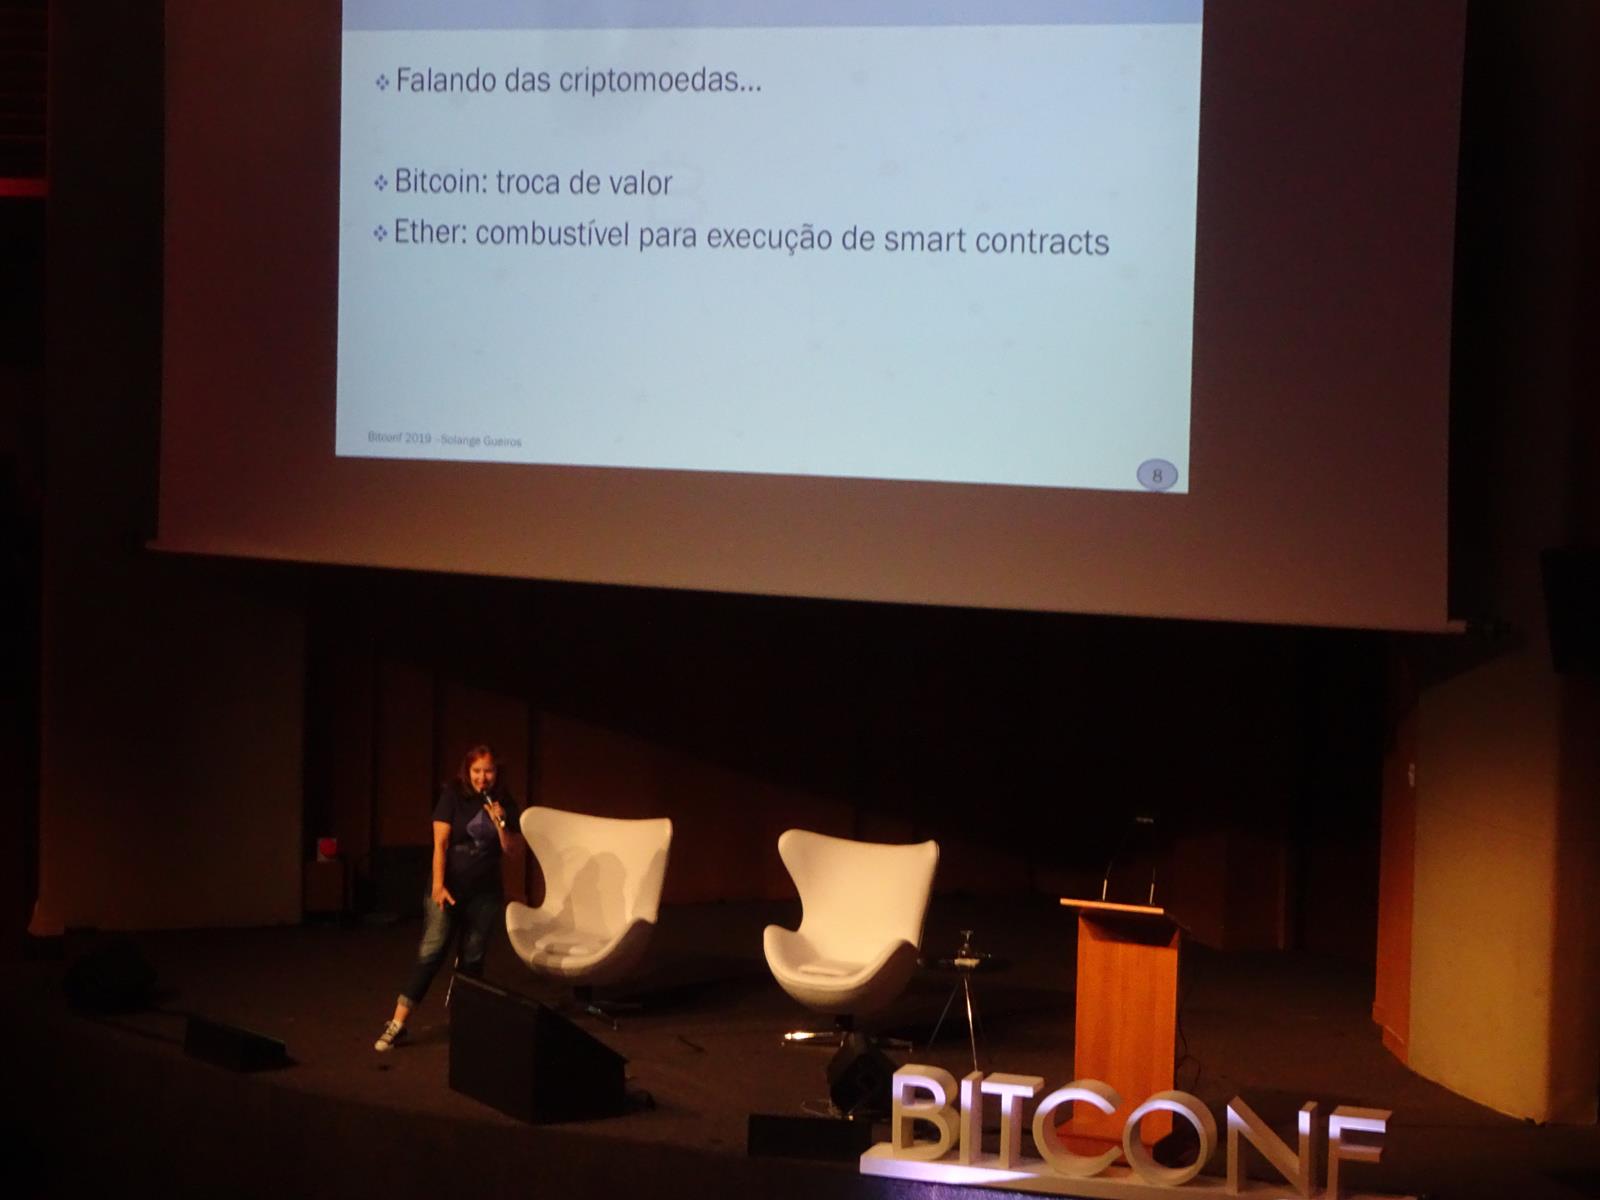 Falando das criptomoedas...
Bitcoin: troca de valor
Ether: combustível para execução de smart contracts
Bitconf 2019 - Solange Gueiros
8
BITCONF